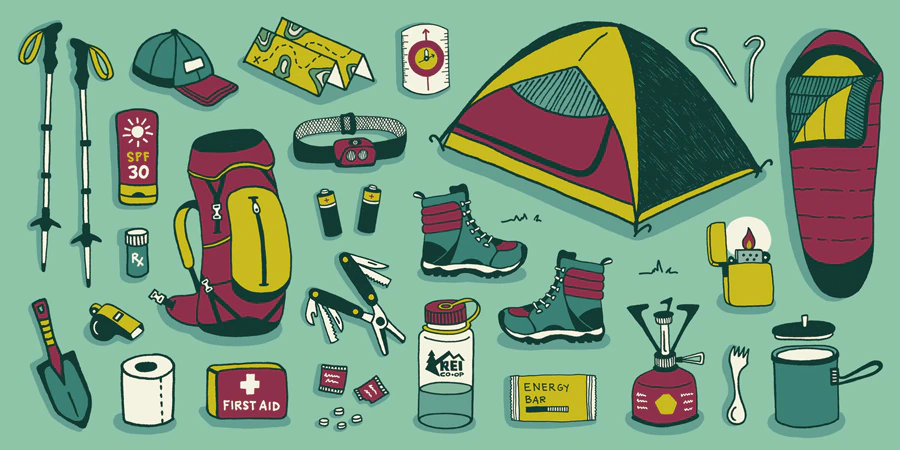 SPF
30
Rx
FIRST AID
REI
CO·OP
ENERGY
BAR